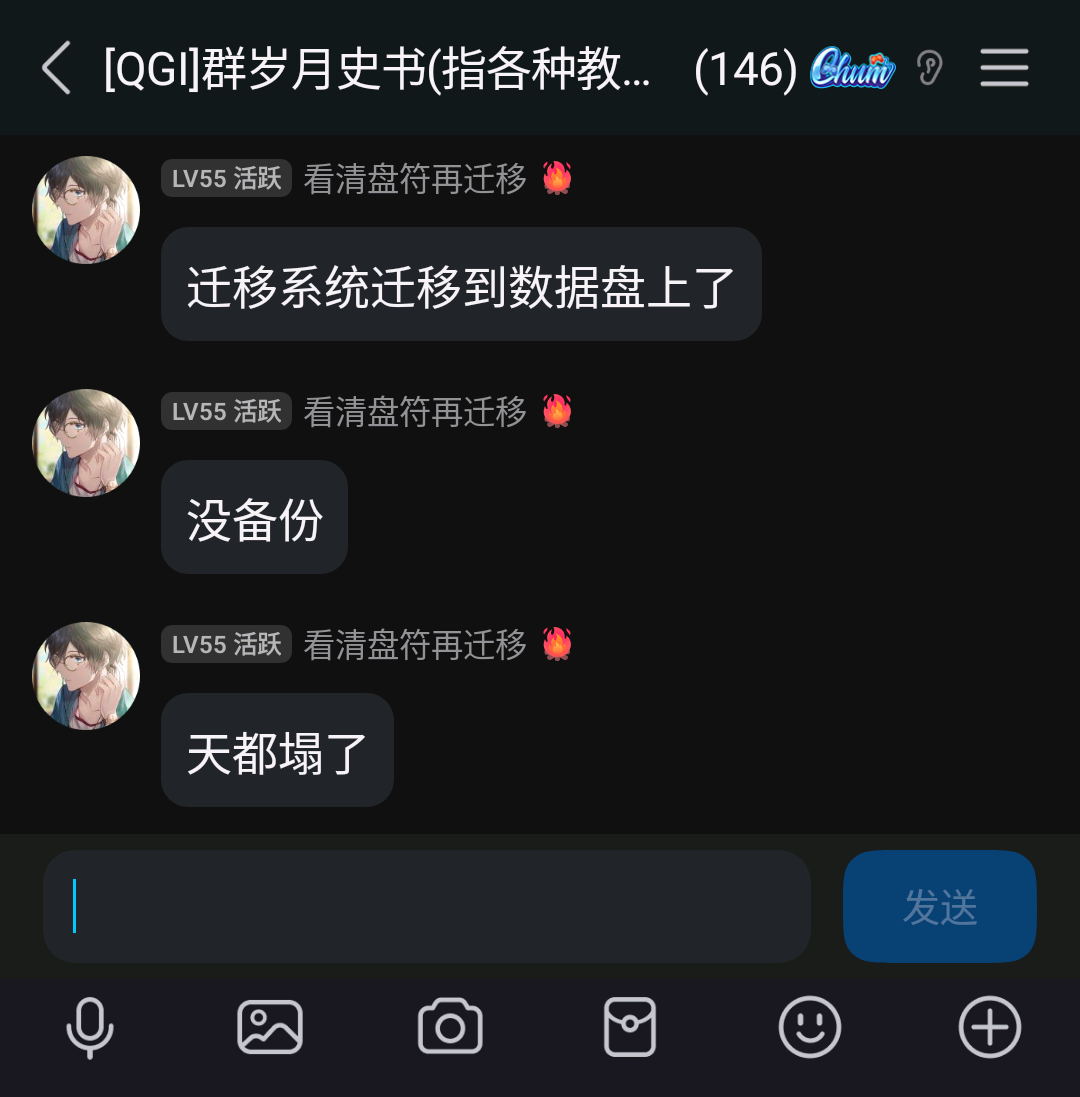 [QGI]群岁月史书(指各种教... (146) Chum
LV55 活跃 看清盘符再迁移
迁移系统迁移到数据盘上了
LV55 活跃 看清盘符再迁移
没备份
LV55 活跃 看清盘符再迁移
天都塌了
发送